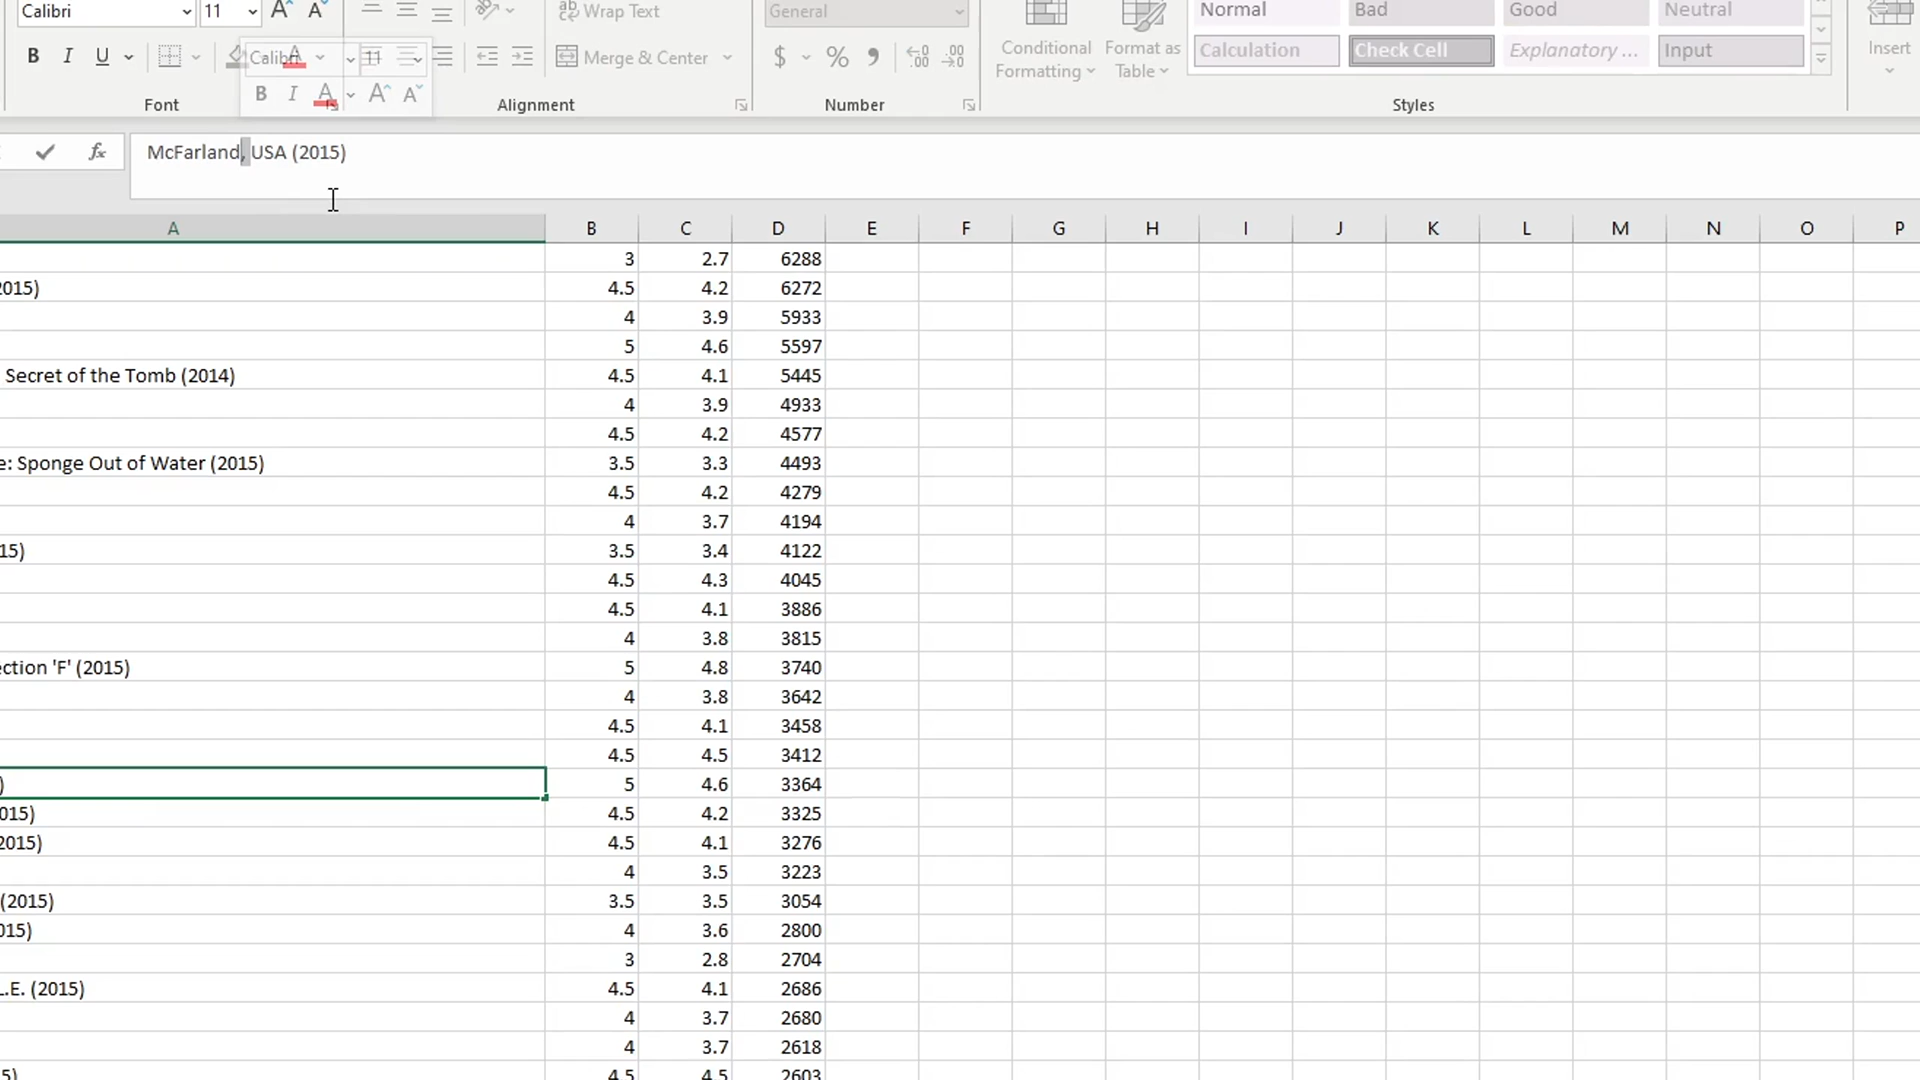 Calibri 11 A A Wrap Text General Normal Bad Good Neutral
Conditional Formatting Format as Table Calculation Check Cell Explanatory ... Input Insert
B I U Calibri A 11 Merge & Center $ % 9
B I A A A
Font Alignment Number Styles
fx McFarland, USA (2015)
A B C D E F G H I J K L M N O P
3 2.7 6288
2015) 4.5 4.2 6272
4 3.9 5933
5 4.6 5597
Secret of the Tomb (2014) 4.5 4.1 5445
4 3.9 4933
4.5 4.2 4577
e: Sponge Out of Water (2015) 3.5 3.3 4493
4.5 4.2 4279
4 3.7 4194
15) 3.5 3.4 4122
4.5 4.3 4045
4.5 4.1 3886
4 3.8 3815
ection 'F' (2015) 5 4.8 3740
4 3.8 3642
4.5 4.1 3458
4.5 4.5 3412
) 5 4.6 3364
015) 4.5 4.2 3325
2015) 4.5 4.1 3276
4 3.5 3223
(2015) 3.5 3.5 3054
015) 4 3.6 2800
3 2.8 2704
L.E. (2015) 4.5 4.1 2686
4 3.7 2680
4 3.7 2618
5) 4.5 4.5 2603